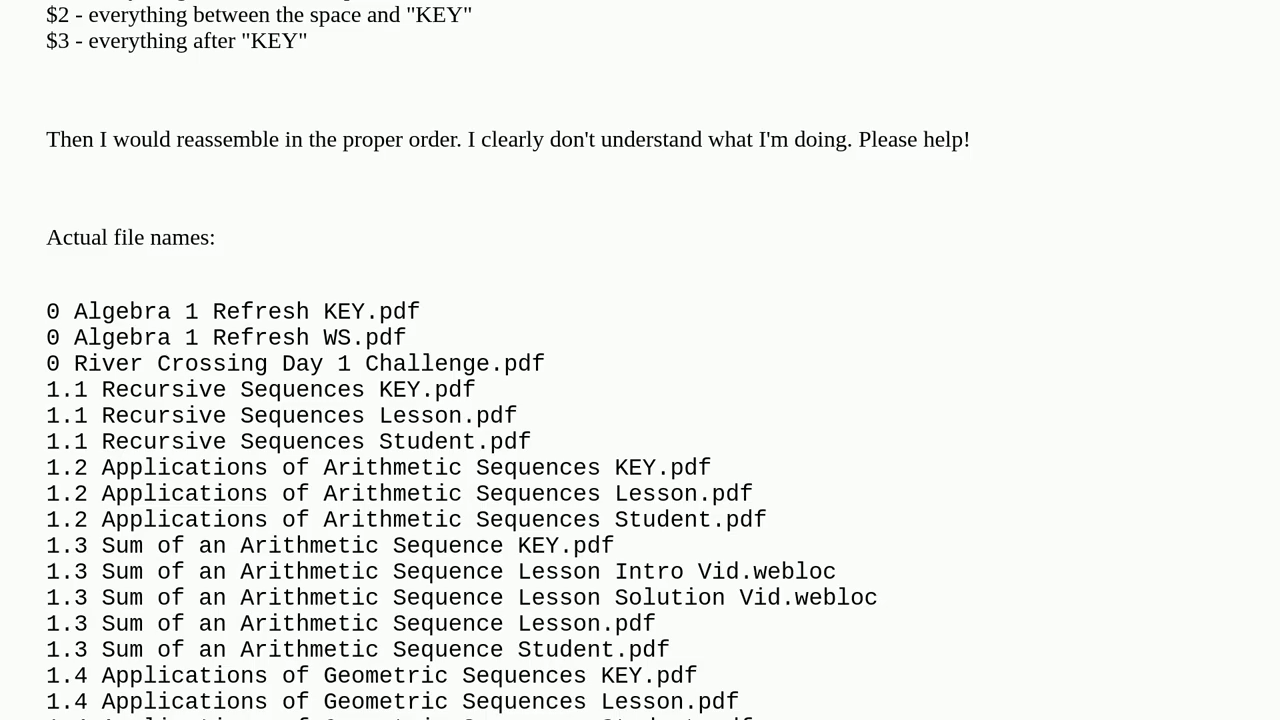 $2 - everything between the space and "KEY"
$3 - everything after "KEY"
Then I would reassemble in the proper order. I clearly don't understand what I'm doing. Please help!
Actual file names:
0 Algebra 1 Refresh KEY.pdf
0 Algebra 1 Refresh WS.pdf
0 River Crossing Day 1 Challenge.pdf
1.1 Recursive Sequences KEY.pdf
1.1 Recursive Sequences Lesson.pdf
1.1 Recursive Sequences Student.pdf
1.2 Applications of Arithmetic Sequences KEY.pdf
1.2 Applications of Arithmetic Sequences Lesson.pdf
1.2 Applications of Arithmetic Sequences Student.pdf
1.3 Sum of an Arithmetic Sequence KEY.pdf
1.3 Sum of an Arithmetic Sequence Lesson Intro Vid.webloc
1.3 Sum of an Arithmetic Sequence Lesson Solution Vid.webloc
1.3 Sum of an Arithmetic Sequence Lesson.pdf
1.3 Sum of an Arithmetic Sequence Student.pdf
1.4 Applications of Geometric Sequences KEY.pdf
1.4 Applications of Geometric Sequences Lesson.pdf